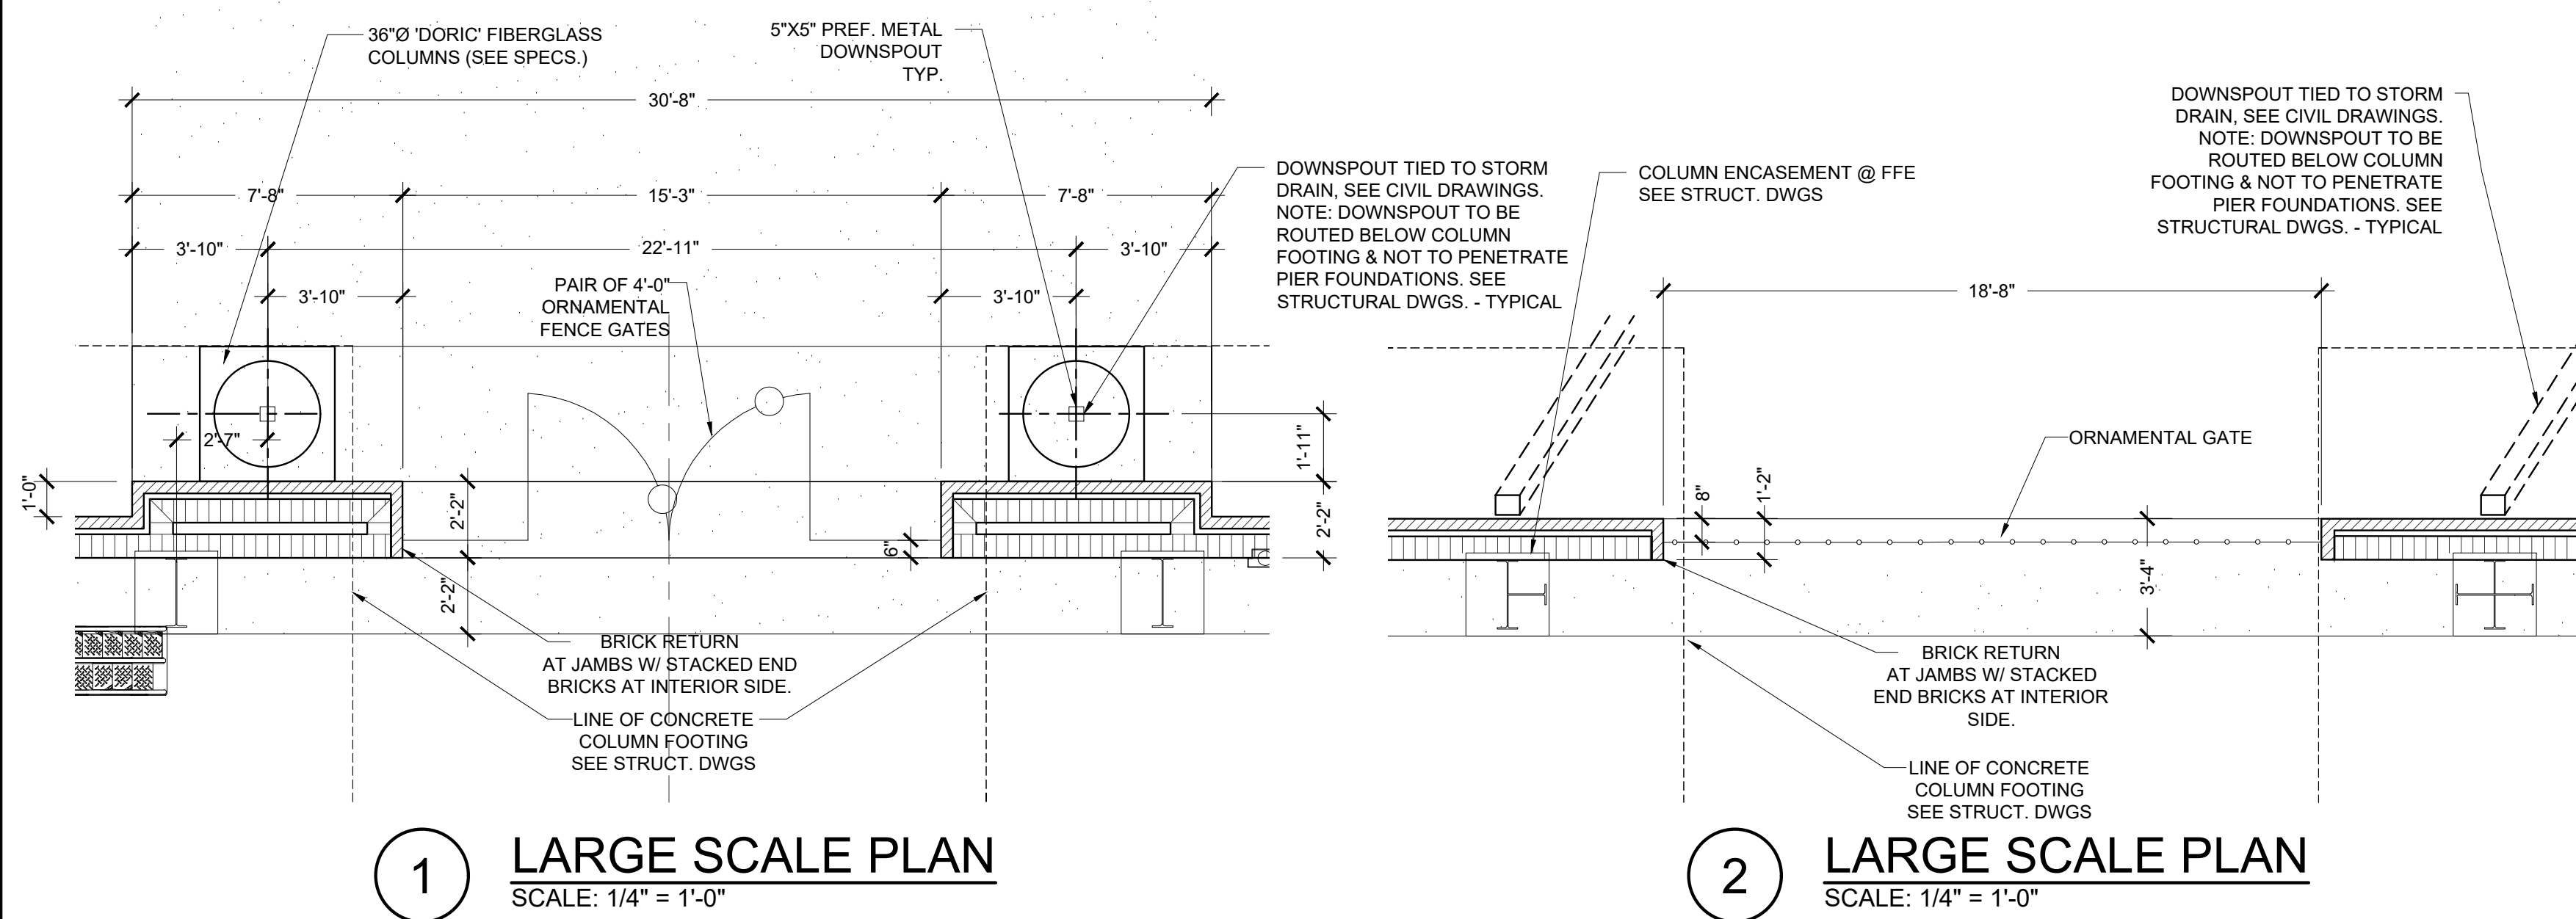 36"Ø 'DORIC' FIBERGLASS
COLUMNS (SEE SPECS.)
5"X5" PREF. METAL
DOWNSPOUT
TYP.
30'-8"
7'-8"
15'-3"
7'-8"
3'-10"
22'-11"
3'-10"
3'-10"
3'-10"
PAIR OF 4'-0"
ORNAMENTAL
FENCE GATES
DOWNSPOUT TIED TO STORM
DRAIN, SEE CIVIL DRAWINGS.
NOTE: DOWNSPOUT TO BE
ROUTED BELOW COLUMN
FOOTING & NOT TO PENETRATE
PIER FOUNDATIONS. SEE
STRUCTURAL DWGS. - TYPICAL
2'-7"
1'-0"
2'-2"
2'-2"
6"
1'-11"
2'-2"
BRICK RETURN
AT JAMBS W/ STACKED END
BRICKS AT INTERIOR SIDE.
LINE OF CONCRETE
COLUMN FOOTING
SEE STRUCT. DWGS
1
LARGE SCALE PLAN
SCALE: 1/4" = 1'-0"
COLUMN ENCASEMENT @ FFE
SEE STRUCT. DWGS
DOWNSPOUT TIED TO STORM
DRAIN, SEE CIVIL DRAWINGS.
NOTE: DOWNSPOUT TO BE
ROUTED BELOW COLUMN
FOOTING & NOT TO PENETRATE
PIER FOUNDATIONS. SEE
STRUCTURAL DWGS. - TYPICAL
18'-8"
ORNAMENTAL GATE
8"
1'-2"
3'-4"
BRICK RETURN
AT JAMBS W/ STACKED
END BRICKS AT INTERIOR
SIDE.
LINE OF CONCRETE
COLUMN FOOTING
SEE STRUCT. DWGS
2
LARGE SCALE PLAN
SCALE: 1/4" = 1'-0"